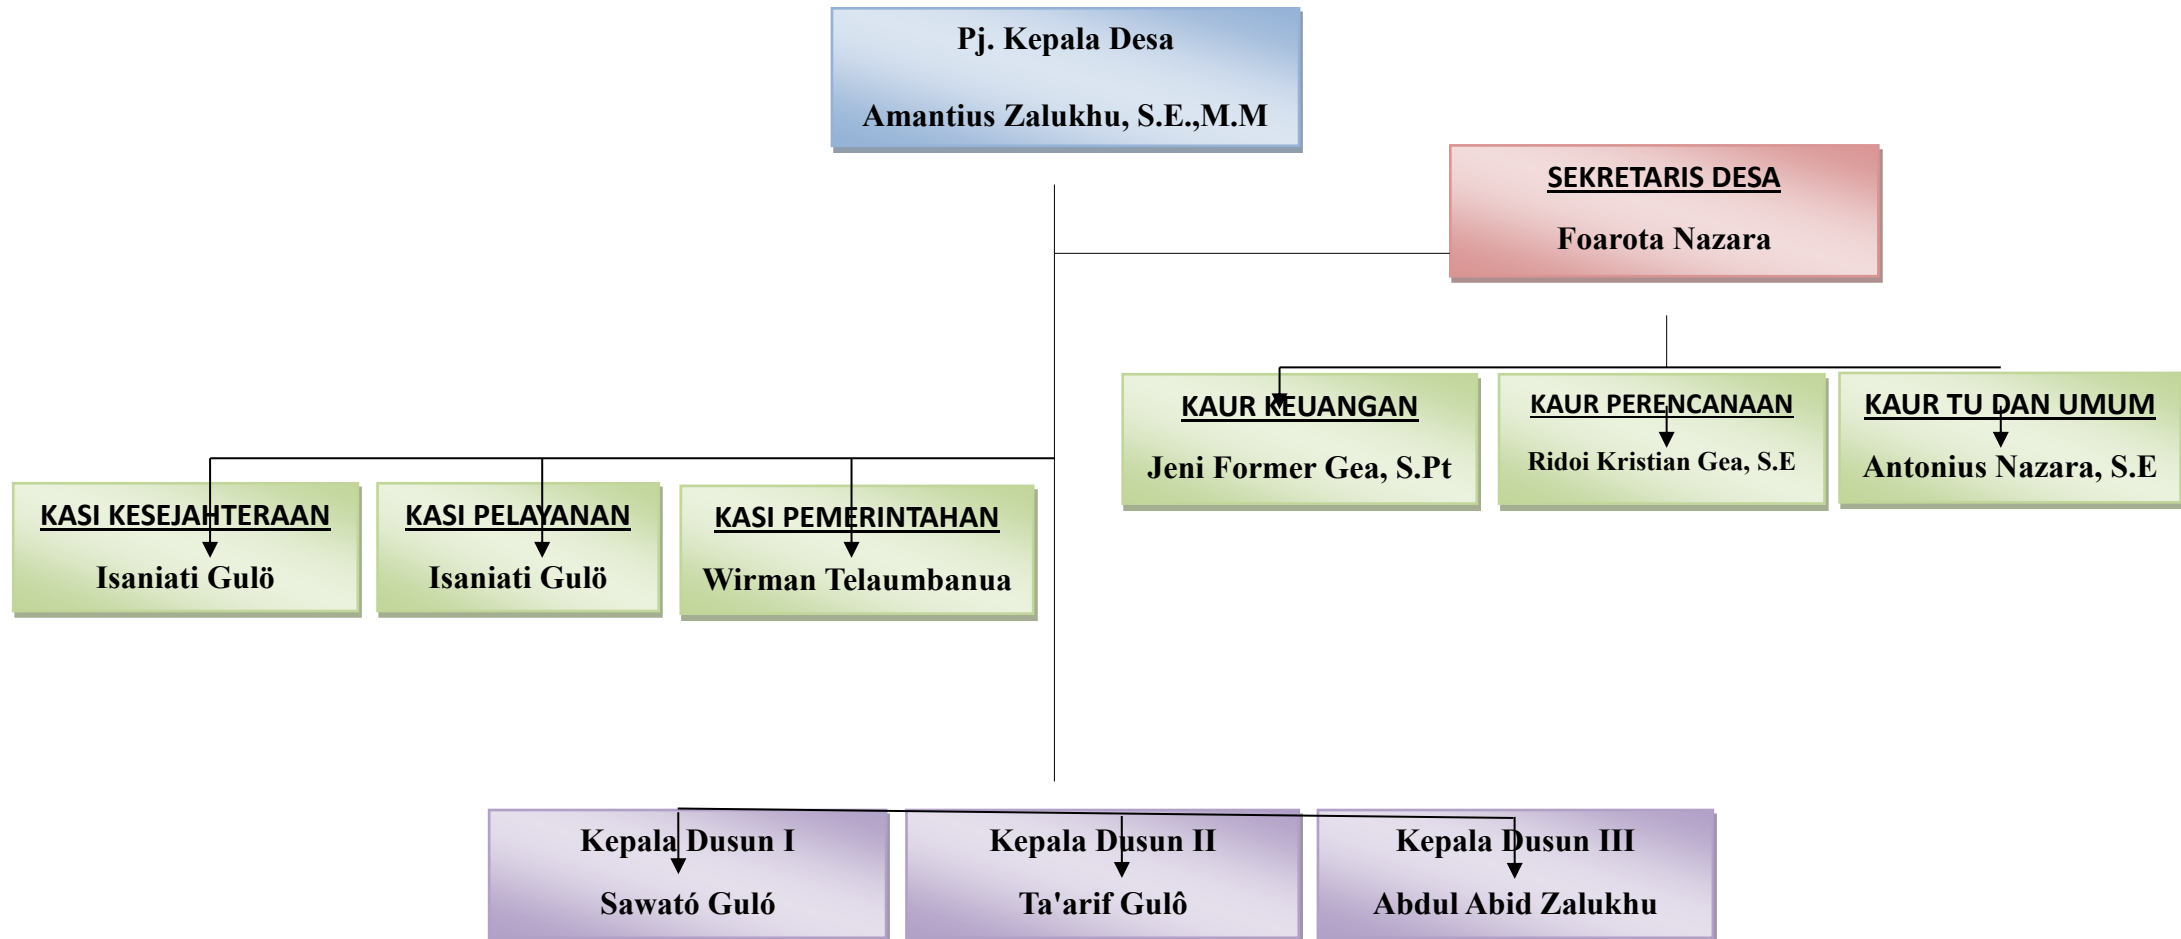 Pj. Kepala Desa
Amantius Zalukhu, S.E.,M.M
SEKRETARIS DESA
Foarota Nazara
KAUR KEUANGAN
Jeni Former Gea, S.Pt
KAUR PERENCANAAN
Ridoi Kristian Gea, S.E
KAUR TU DAN UMUM
Antonius Nazara, S.E
KASI KESEJAHTERAAN
Isaniati Gulö
KASI PELAYANAN
Isaniati Gulö
KASI PEMERINTAHAN
Wirman Telaumbanua
Kepala Dusun I
Sawató Guló
Kepala Dusun II
Ta'arif Gulô
Kepala Dusun III
Abdul Abid Zalukhu